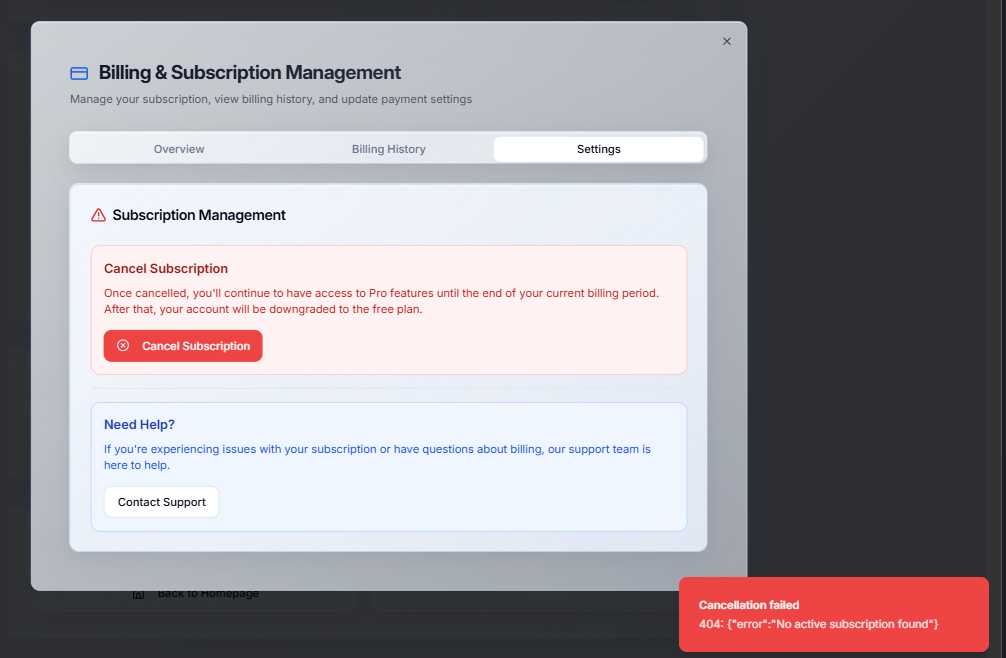 Billing & Subscription Management
Manage your subscription, view billing history, and update payment settings
Overview
Billing History
Settings
Subscription Management
Cancel Subscription
Once cancelled, you'll continue to have access to Pro features until the end of your current billing period.
After that, your account will be downgraded to the free plan.
Cancel Subscription
Need Help?
If you're experiencing issues with your subscription or have questions about billing, our support team is
here to help.
Contact Support
Back to Homepage
Cancellation failed
404: {"error":"No active subscription found"}